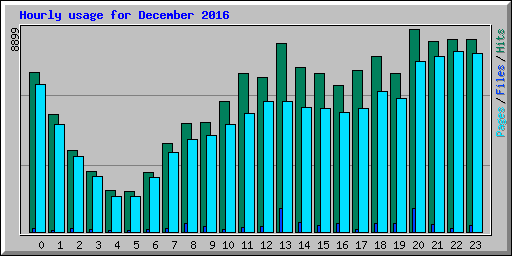 Hourly usage for December 2016
8899
Pages/Files/Hits
0 1 2 3 4 5 6 7 8 9 10 11 12 13 14 15 16 17 18 19 20 21 22 23